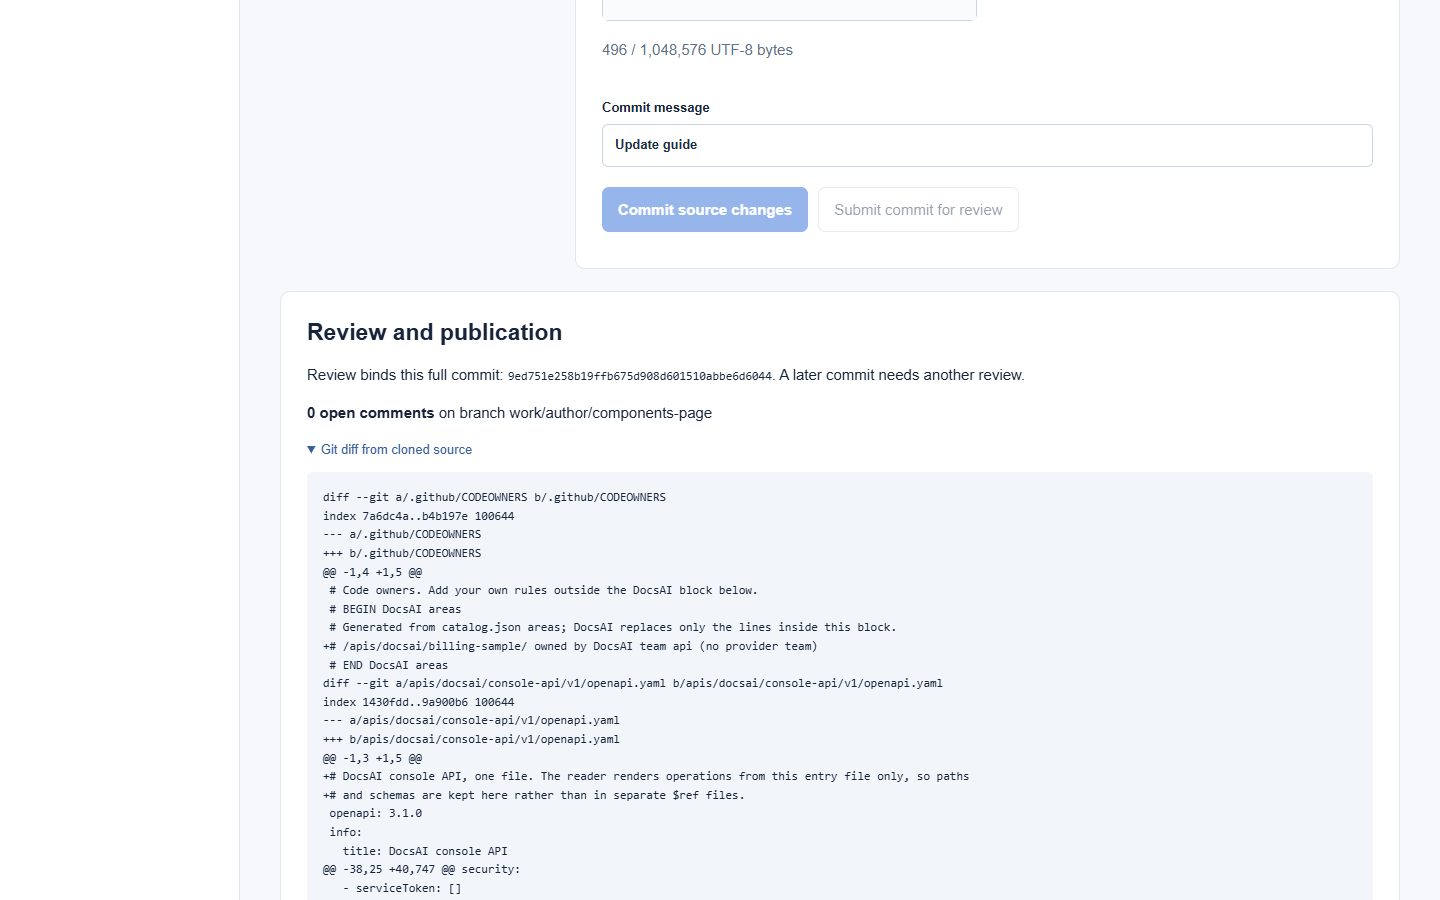 496 / 1,048,576 UTF-8 bytes
Commit message
Update guide
Commit source changes
Submit commit for review
Review and publication
Review binds this full commit: 9ed751e258b19ffb675d908d601510abbe6d6044. A later commit needs another review.
0 open comments on branch work/author/components-page
▼ Git diff from cloned source
diff --git a/.github/CODEOWNERS b/.github/CODEOWNERS
index 7a6dc4a..b4b197e 100644
--- a/.github/CODEOWNERS
+++ b/.github/CODEOWNERS
@@ -1,4 +1,5 @@
 # Code owners. Add your own rules outside the DocsAI block below.
 # BEGIN DocsAI areas
 # Generated from catalog.json areas; DocsAI replaces only the lines inside this block.
+# /apis/docsai/billing-sample/ owned by DocsAI team api (no provider team)
 # END DocsAI areas
diff --git a/apis/docsai/console-api/v1/openapi.yaml b/apis/docsai/console-api/v1/openapi.yaml
index 1430fdd..9a900b6 100644
--- a/apis/docsai/console-api/v1/openapi.yaml
+++ b/apis/docsai/console-api/v1/openapi.yaml
@@ -1,3 +1,5 @@
+# DocsAI console API, one file. The reader renders operations from this entry file only, so paths
+# and schemas are kept here rather than in separate $ref files.
 openapi: 3.1.0
 info:
   title: DocsAI console API
@@ -38,25 +40,747 @@ security:
   - serviceToken: []